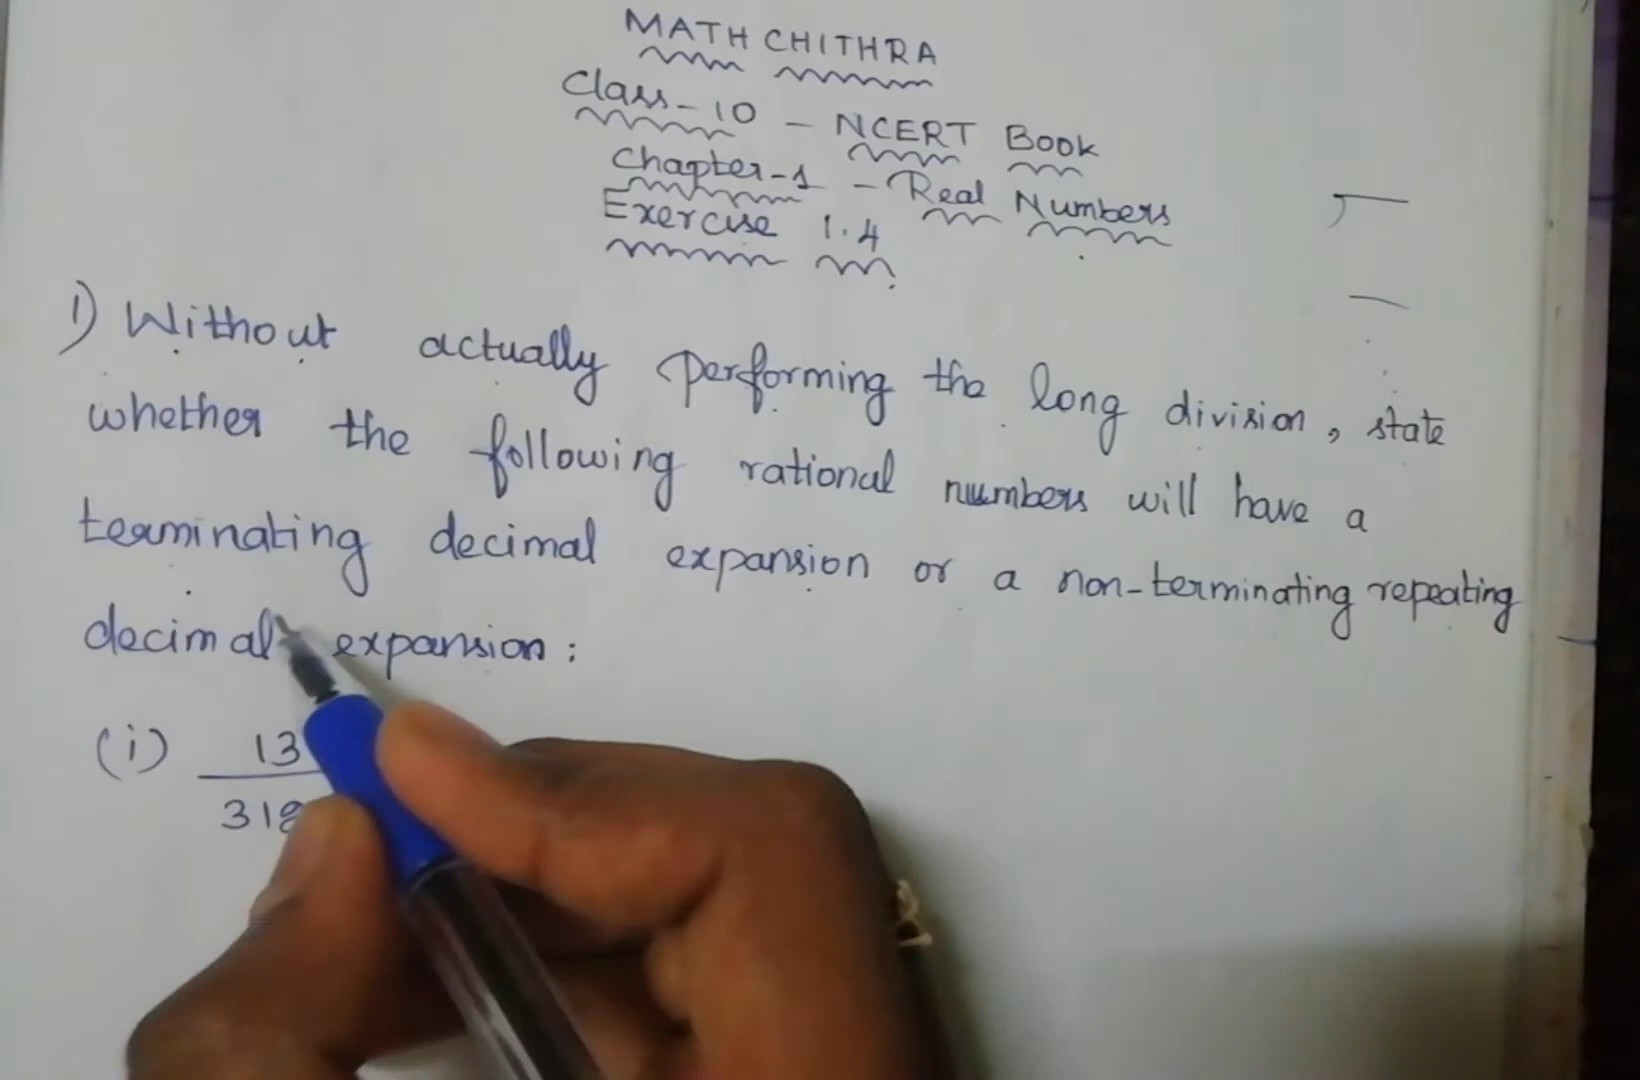 MATH CHITHRA
Class-10 - NCERT Book
Chapter-1 - Real Numbers
Exercise 1.4
1) Without actually performing the long division, state
whether the following rational numbers will have a
terminating decimal expansion or a non-terminating repeating
decimal expansion:
(i) 13
318